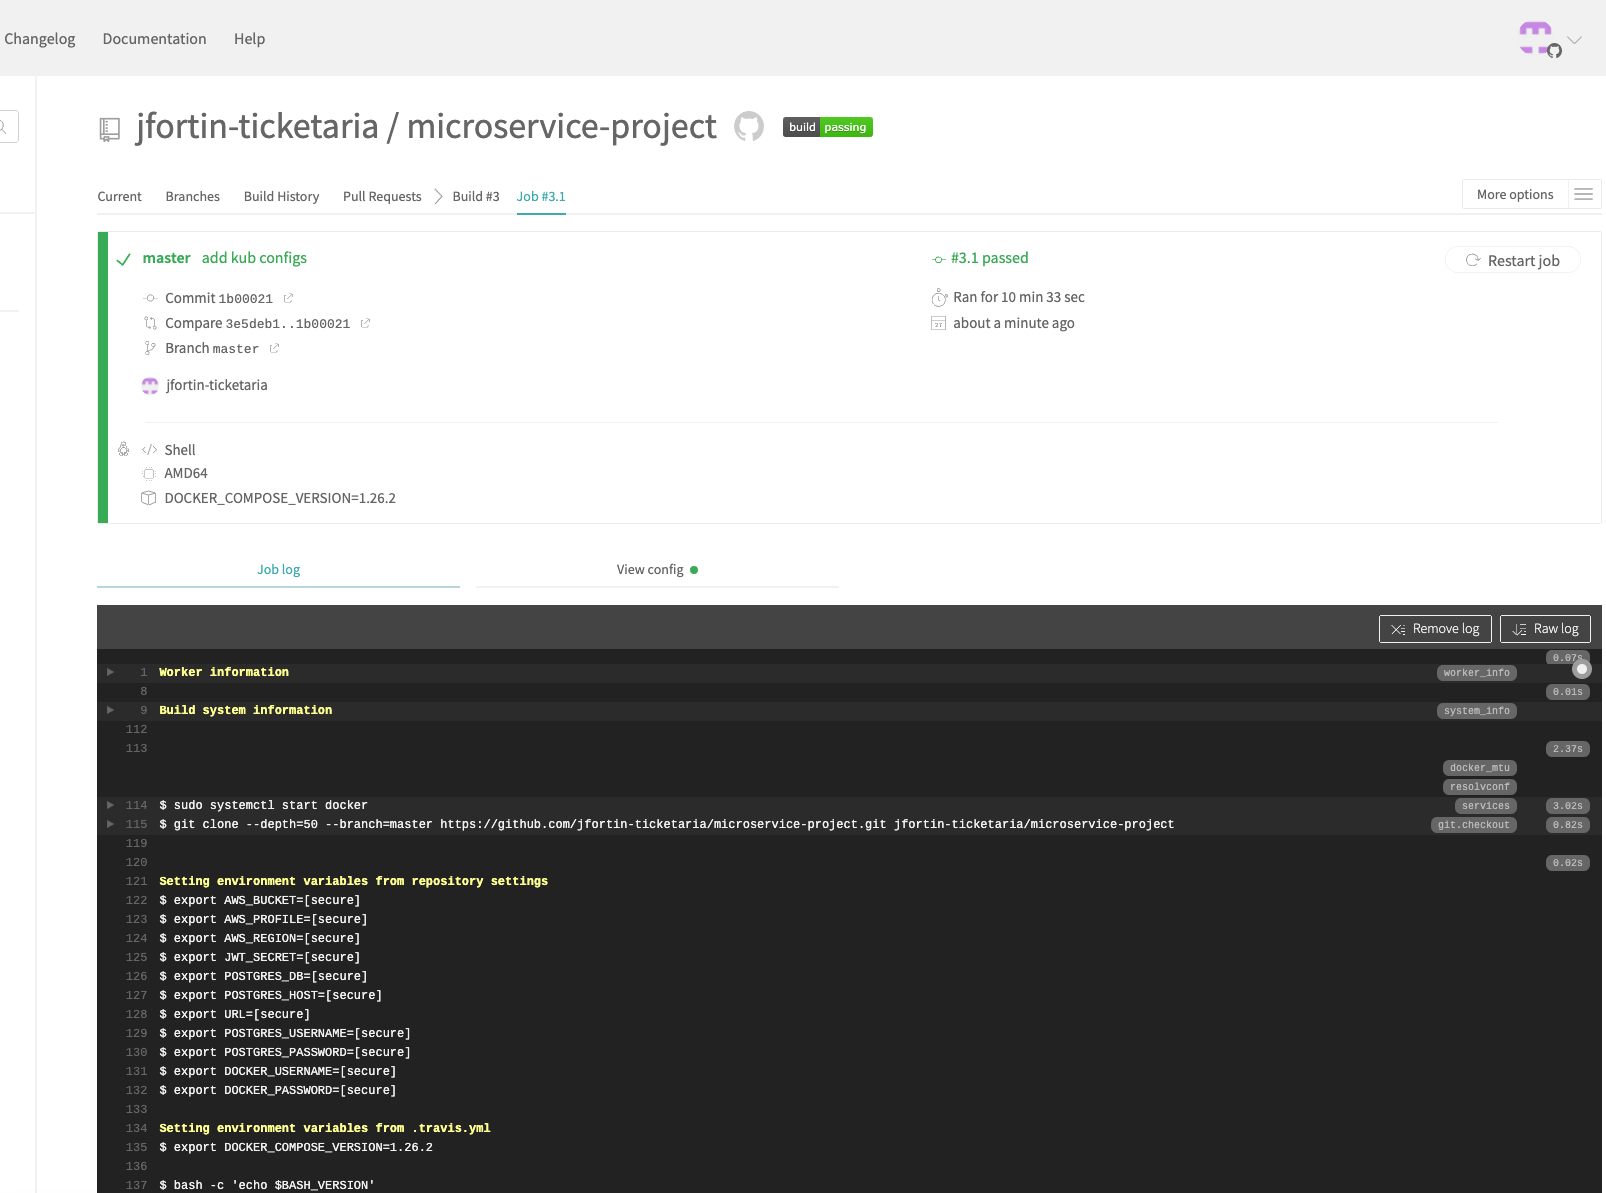 Changelog Documentation Help
jfortin-ticketaria / microservice-project build passing
Current Branches Build History Pull Requests Build #3 Job #3.1 More options
master add kub configs #3.1 passed Restart job
Commit 1b00021 Ran for 10 min 33 sec
Compare 3e5deb1..1b00021 about a minute ago
Branch master
jfortin-ticketaria
</> Shell
AMD64
DOCKER_COMPOSE_VERSION=1.26.2
Job log View config
Remove log Raw log
0.07s
1 Worker information worker_info
8 0.01s
9 Build system information system_info
112
113 2.37s
docker_mtu
resolvconf
114 $ sudo systemctl start docker services 3.02s
115 $ git clone --depth=50 --branch=master https://github.com/jfortin-ticketaria/microservice-project.git jfortin-ticketaria/microservice-project git.checkout 0.82s
119
120 0.02s
121 Setting environment variables from repository settings
122 $ export AWS_BUCKET=[secure]
123 $ export AWS_PROFILE=[secure]
124 $ export AWS_REGION=[secure]
125 $ export JWT_SECRET=[secure]
126 $ export POSTGRES_DB=[secure]
127 $ export POSTGRES_HOST=[secure]
128 $ export URL=[secure]
129 $ export POSTGRES_USERNAME=[secure]
130 $ export POSTGRES_PASSWORD=[secure]
131 $ export DOCKER_USERNAME=[secure]
132 $ export DOCKER_PASSWORD=[secure]
133
134 Setting environment variables from .travis.yml
135 $ export DOCKER_COMPOSE_VERSION=1.26.2
136
137 $ bash -c 'echo $BASH_VERSION'